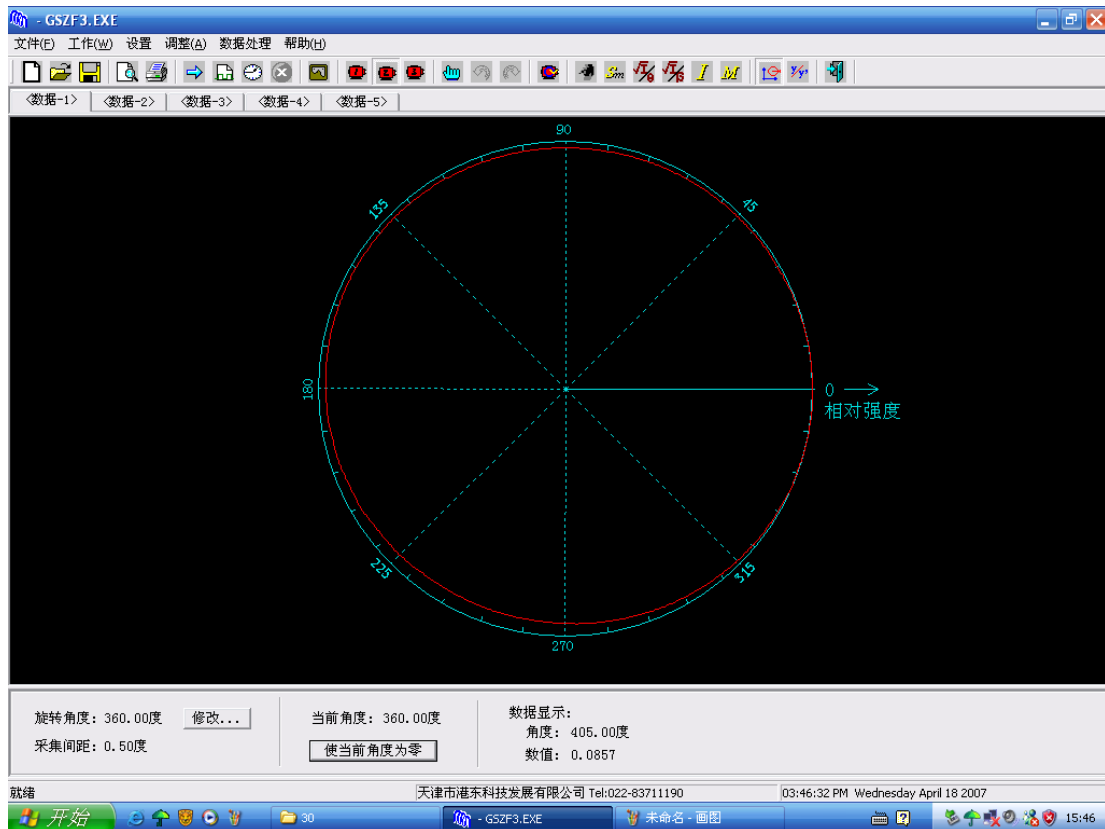 - GSZF3.EXE
文件(F) 工作(W) 设置 调整(A) 数据处理 帮助(H)
<数据-1> <数据-2> <数据-3> <数据-4> <数据-5>
90
135
45
180
0
相对强度
225
315
270
旋转角度: 360.00度 修改...
采集间距: 0.50度
当前角度: 360.00度
使当前角度为零
数据显示:
角度: 405.00度
数值: 0.0857
就绪
天津市港东科技发展有限公司 Tel:022-83711190
03:46:32 PM Wednesday April 18 2007
开始
30
- GSZF3.EXE
未命名 - 画图
15:46